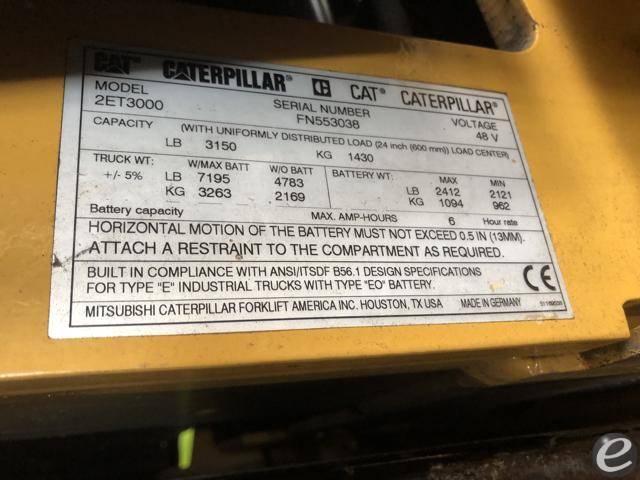 CAT CATERPILLAR® C CAT® CATERPILLAR®
MODEL SERIAL NUMBER VOLTAGE
2ET3000 FN553038 48 V
CAPACITY (WITH UNIFORMLY DISTRIBUTED LOAD (24 inch (600 mm)) LOAD CENTER)
LB 3150 KG 1430
TRUCK WT: W/MAX BATT W/O BATT BATTERY WT: MAX MIN
+/- 5% LB 7195 4783 LB 2412 2121
KG 3263 2169 KG 1094 962
Battery capacity MAX. AMP-HOURS 6 Hour rate
HORIZONTAL MOTION OF THE BATTERY MUST NOT EXCEED 0.5 IN (13MM).
ATTACH A RESTRAINT TO THE COMPARTMENT AS REQUIRED.
BUILT IN COMPLIANCE WITH ANSI/ITSDF B56.1 DESIGN SPECIFICATIONS
FOR TYPE "E" INDUSTRIAL TRUCKS WITH TYPE "EO" BATTERY. CE
MITSUBISHI CATERPILLAR FORKLIFT AMERICA INC. HOUSTON, TX USA MADE IN GERMANY
e